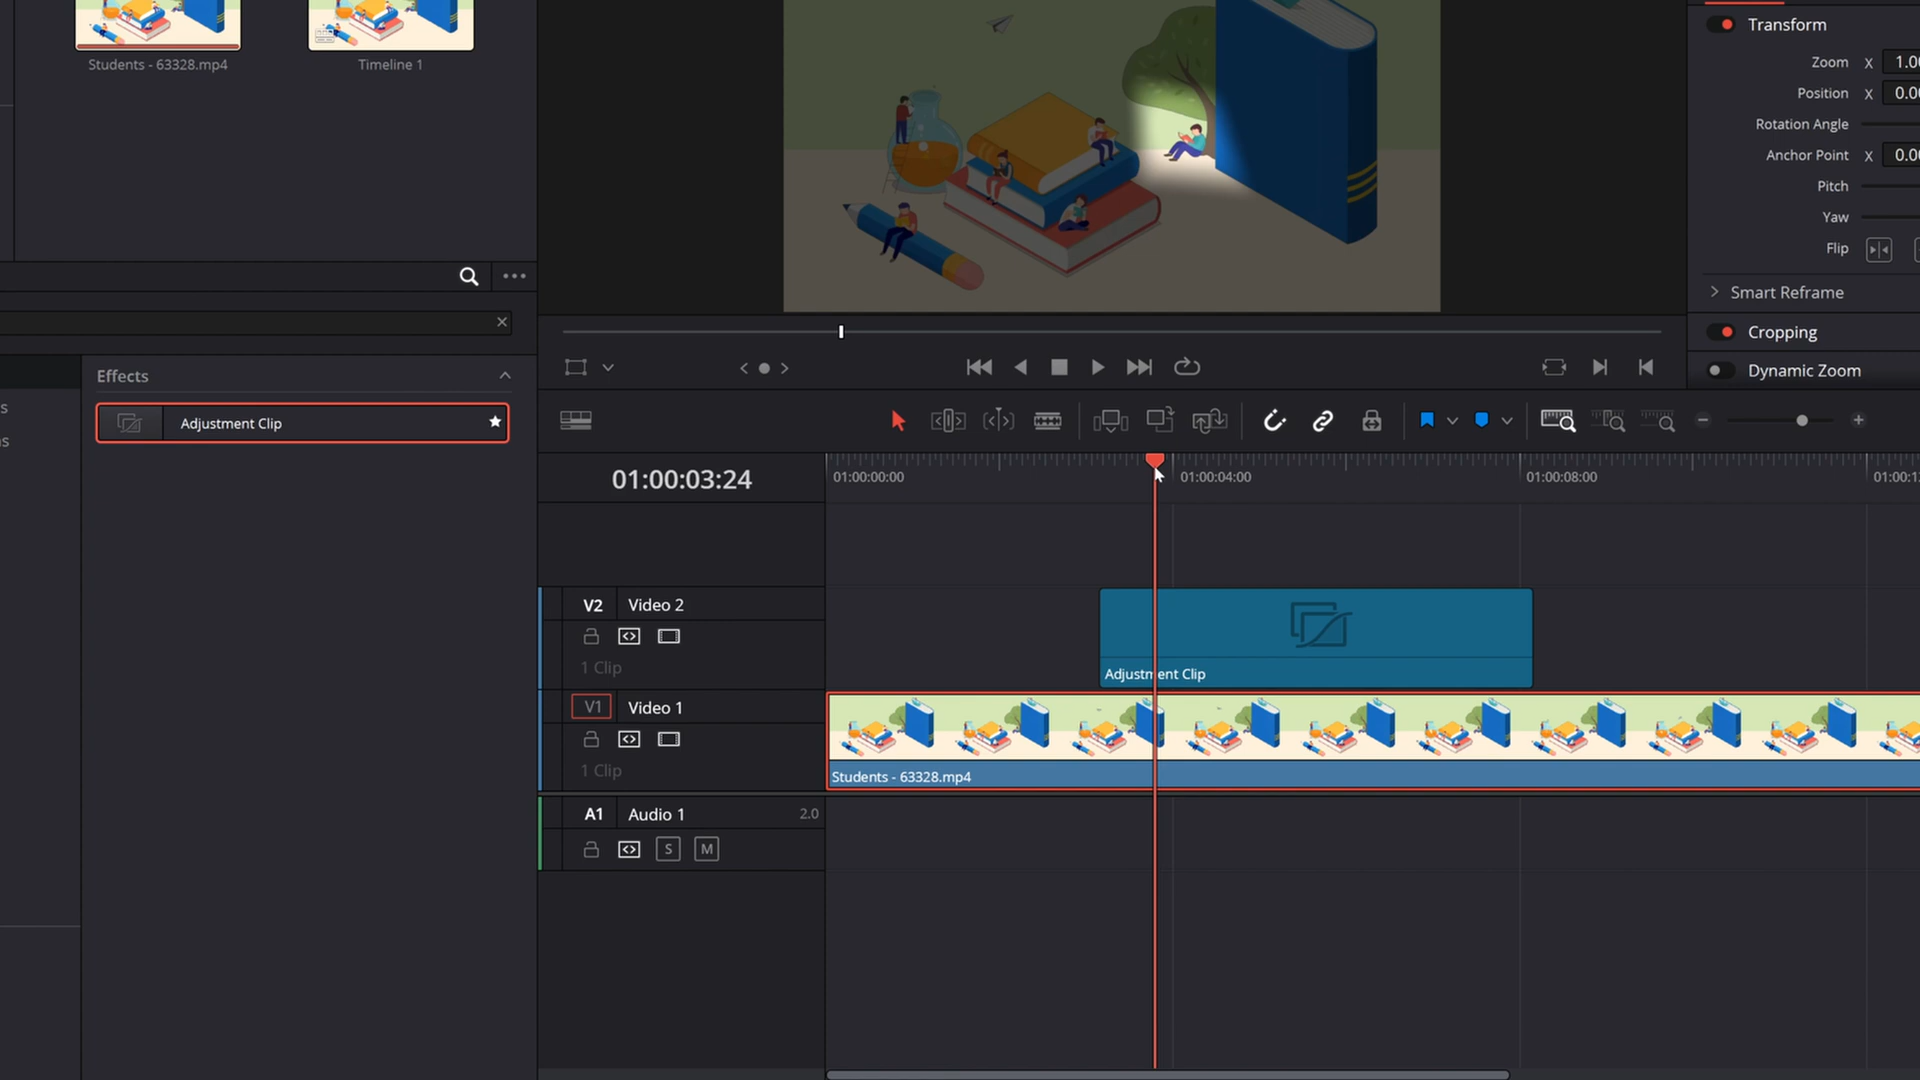 Students - 63328.mp4
Timeline 1
Effects
Adjustment Clip
Transform
Zoom X 1.00
Position X 0.00
Rotation Angle
Anchor Point X 0.00
Pitch
Yaw
Flip
Smart Reframe
Cropping
Dynamic Zoom
01:00:03:24
01:00:00:00
01:00:04:00
01:00:08:00
01:00:1
V2 Video 2
1 Clip
Adjustment Clip
V1 Video 1
1 Clip
Students - 63328.mp4
A1 Audio 1 2.0
S M